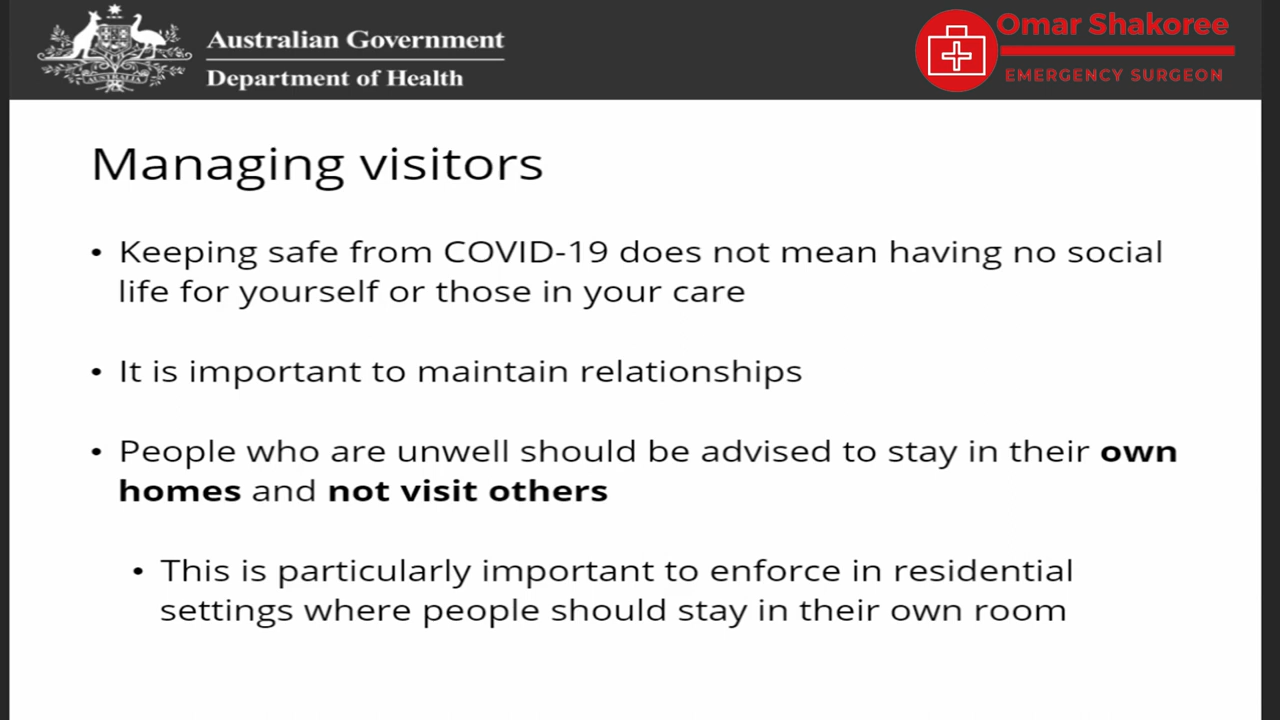 Australian Government
Department of Health
Omar Shakoree
EMERGENCY SURGEON
Managing visitors
• Keeping safe from COVID-19 does not mean having no social
life for yourself or those in your care
• It is important to maintain relationships
• People who are unwell should be advised to stay in their own
homes and not visit others
• This is particularly important to enforce in residential
settings where people should stay in their own room